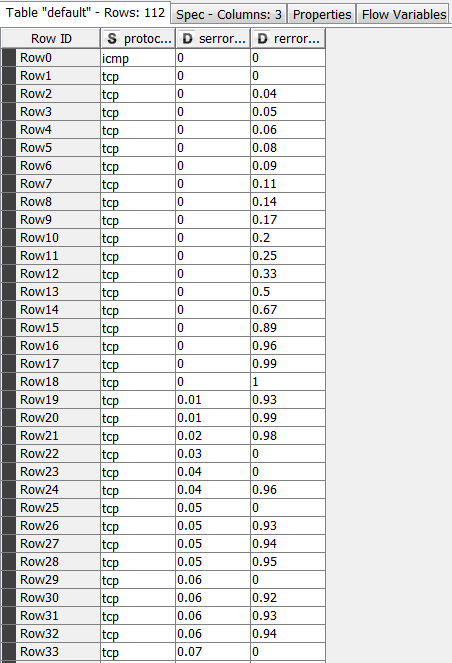 Table "default" - Rows: 112 Spec - Columns: 3 Properties Flow Variables
Row ID S protoc... D serror... D rerror...
Row0 icmp 0 0
Row1 tcp 0 0
Row2 tcp 0 0.04
Row3 tcp 0 0.05
Row4 tcp 0 0.06
Row5 tcp 0 0.08
Row6 tcp 0 0.09
Row7 tcp 0 0.11
Row8 tcp 0 0.14
Row9 tcp 0 0.17
Row10 tcp 0 0.2
Row11 tcp 0 0.25
Row12 tcp 0 0.33
Row13 tcp 0 0.5
Row14 tcp 0 0.67
Row15 tcp 0 0.89
Row16 tcp 0 0.96
Row17 tcp 0 0.99
Row18 tcp 0 1
Row19 tcp 0.01 0.93
Row20 tcp 0.01 0.99
Row21 tcp 0.02 0.98
Row22 tcp 0.03 0
Row23 tcp 0.04 0
Row24 tcp 0.04 0.96
Row25 tcp 0.05 0
Row26 tcp 0.05 0.93
Row27 tcp 0.05 0.94
Row28 tcp 0.05 0.95
Row29 tcp 0.06 0
Row30 tcp 0.06 0.92
Row31 tcp 0.06 0.93
Row32 tcp 0.06 0.94
Row33 tcp 0.07 0